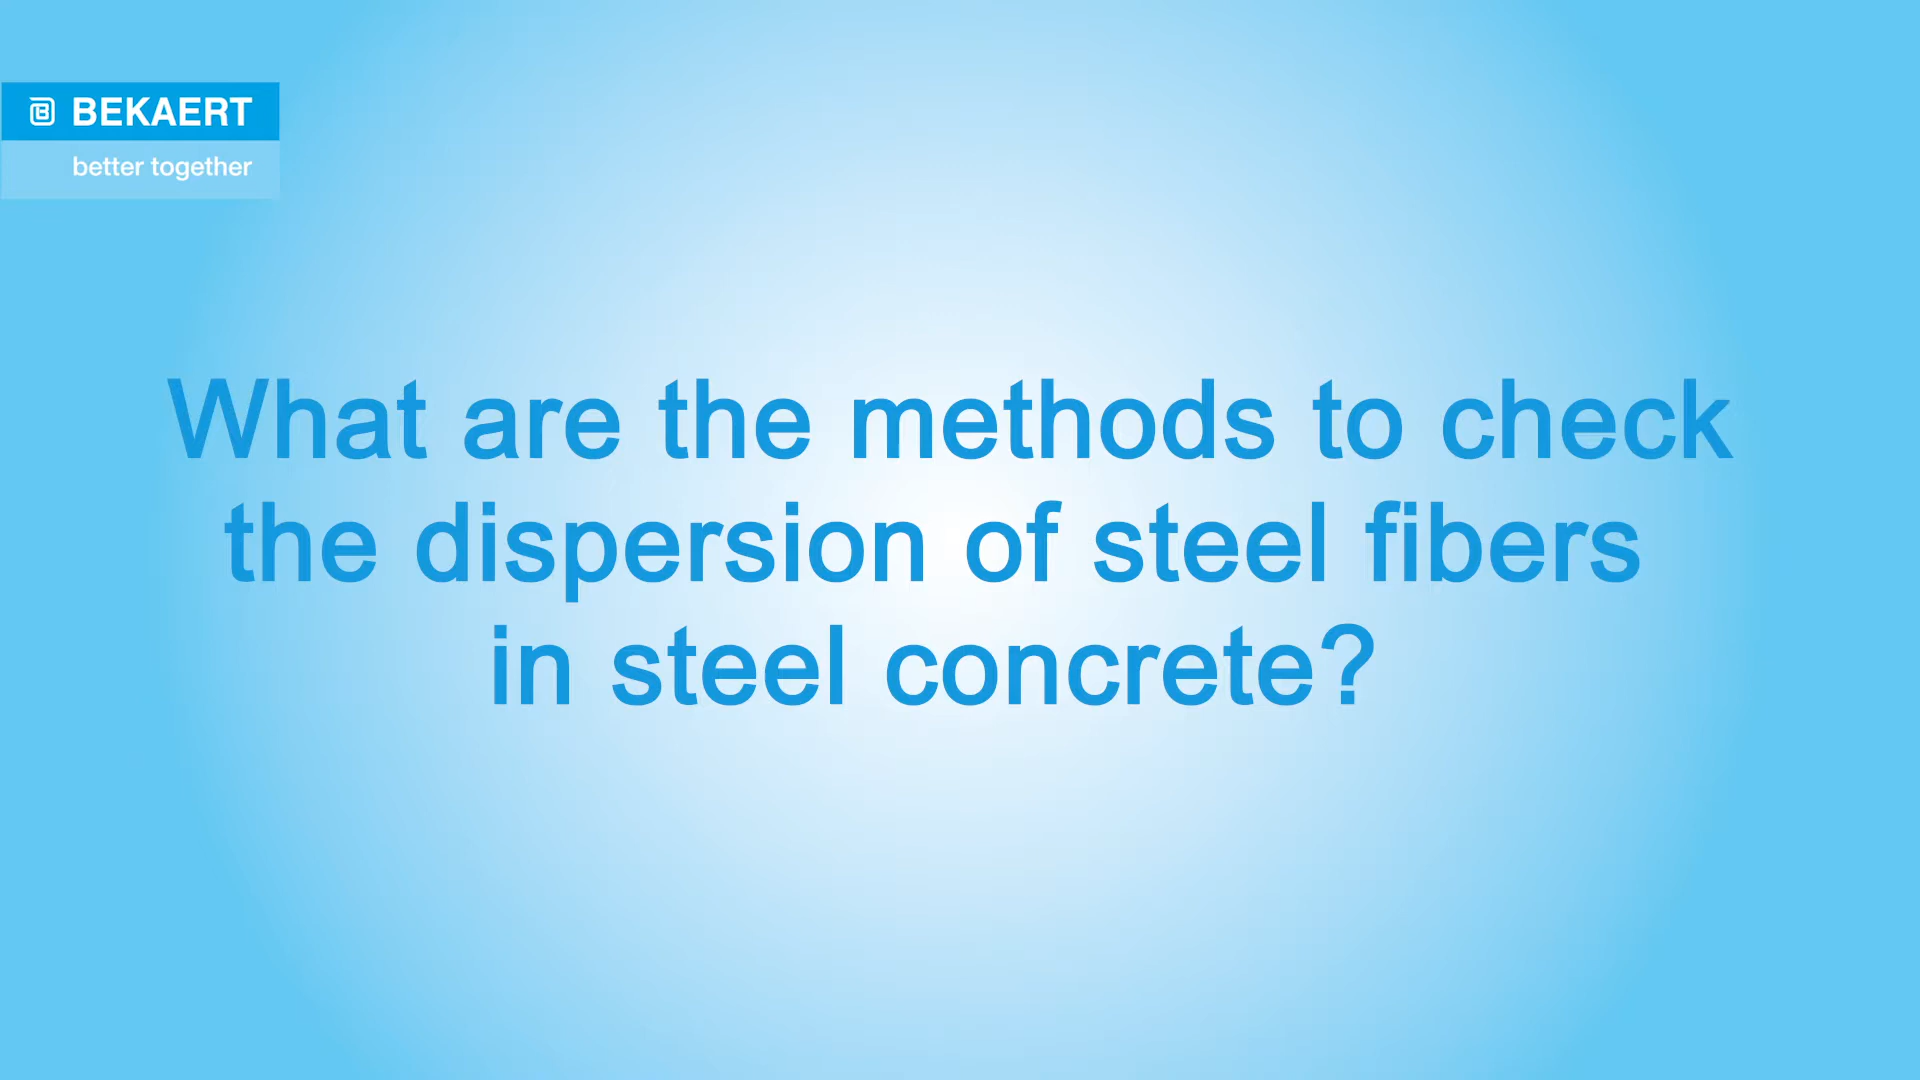 BEKAERT
better together
What are the methods to check
the dispersion of steel fibers
in steel concrete?